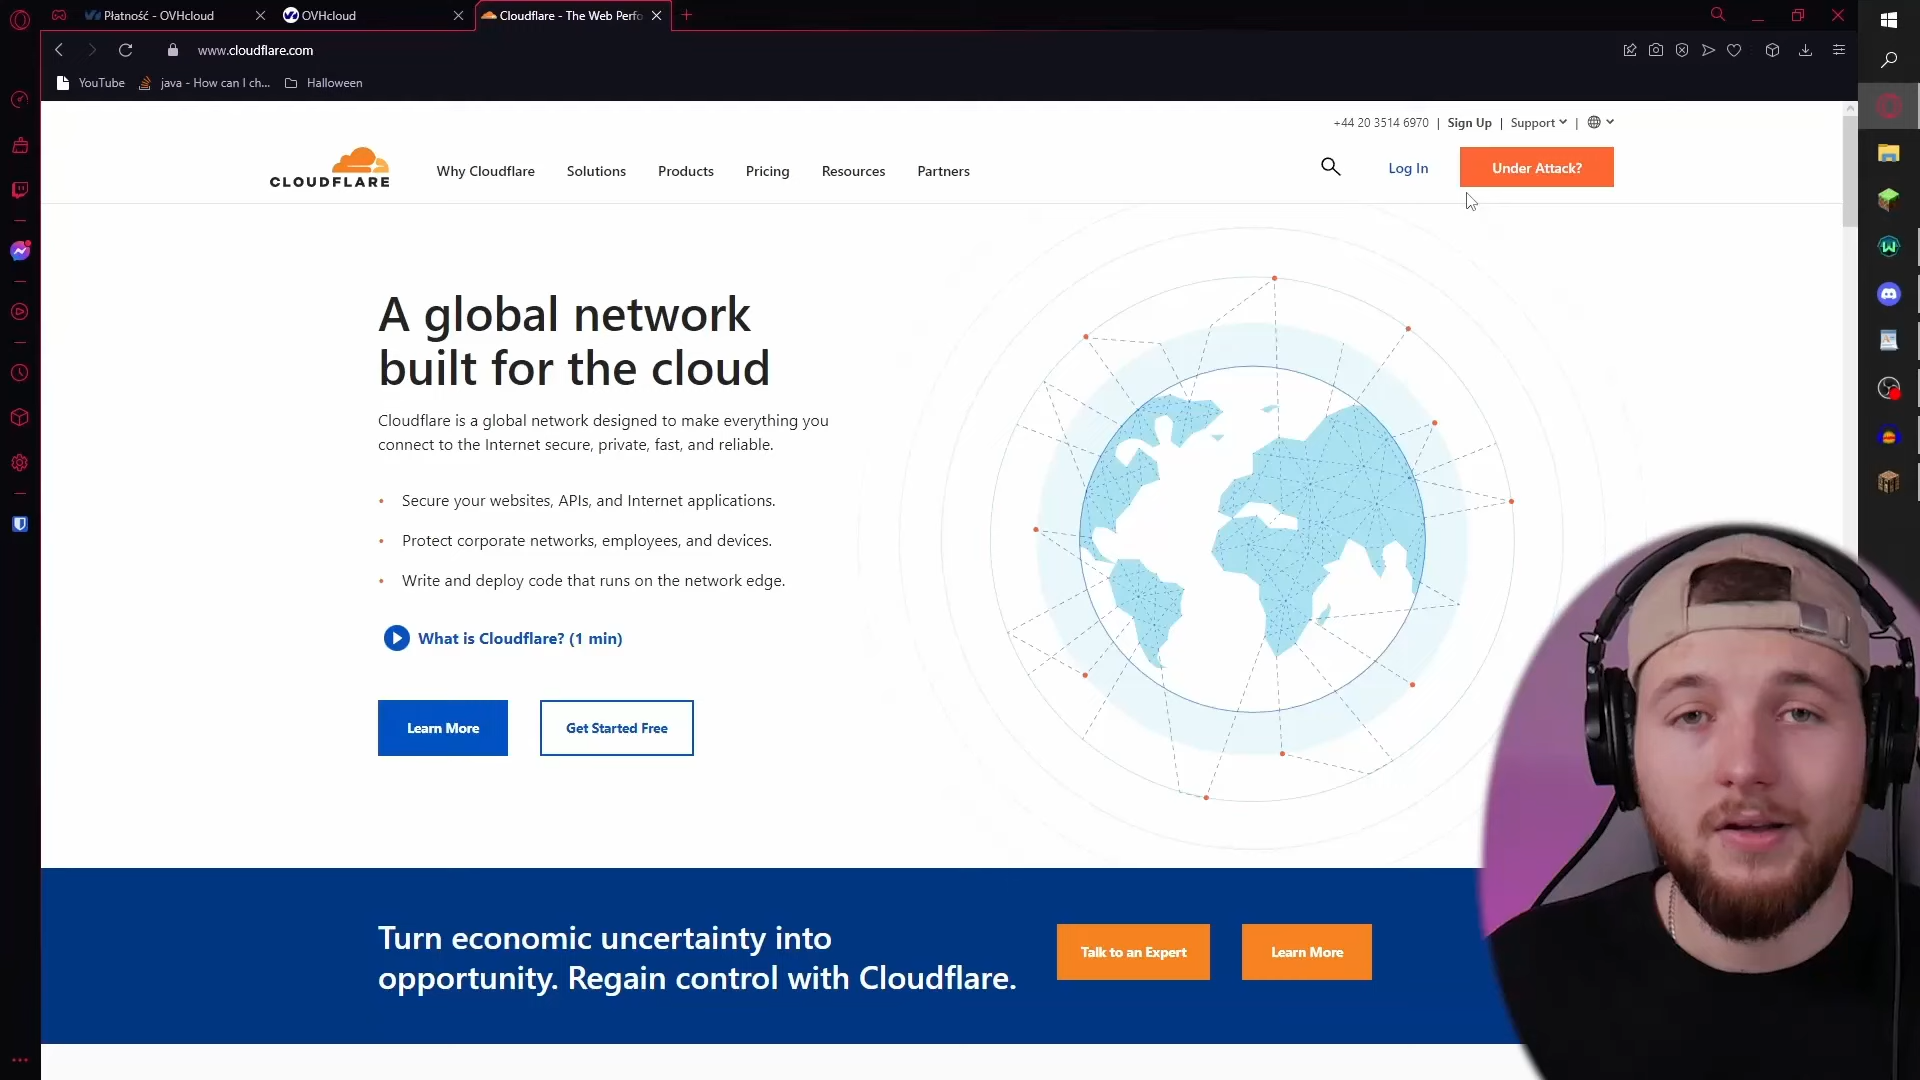 Płatność - OVHcloud
OVHcloud
Cloudflare - The Web Perfo
www.cloudflare.com
YouTube
java - How can I ch...
Halloween
+44 20 3514 6970 | Sign Up | Support |
CLOUDFLARE
Why Cloudflare
Solutions
Products
Pricing
Resources
Partners
Log In
Under Attack?
A global network
built for the cloud
Cloudflare is a global network designed to make everything you
connect to the Internet secure, private, fast, and reliable.
• Secure your websites, APIs, and Internet applications.
• Protect corporate networks, employees, and devices.
• Write and deploy code that runs on the network edge.
What is Cloudflare? (1 min)
Learn More
Get Started Free
Turn economic uncertainty into
opportunity. Regain control with Cloudflare.
Talk to an Expert
Learn More